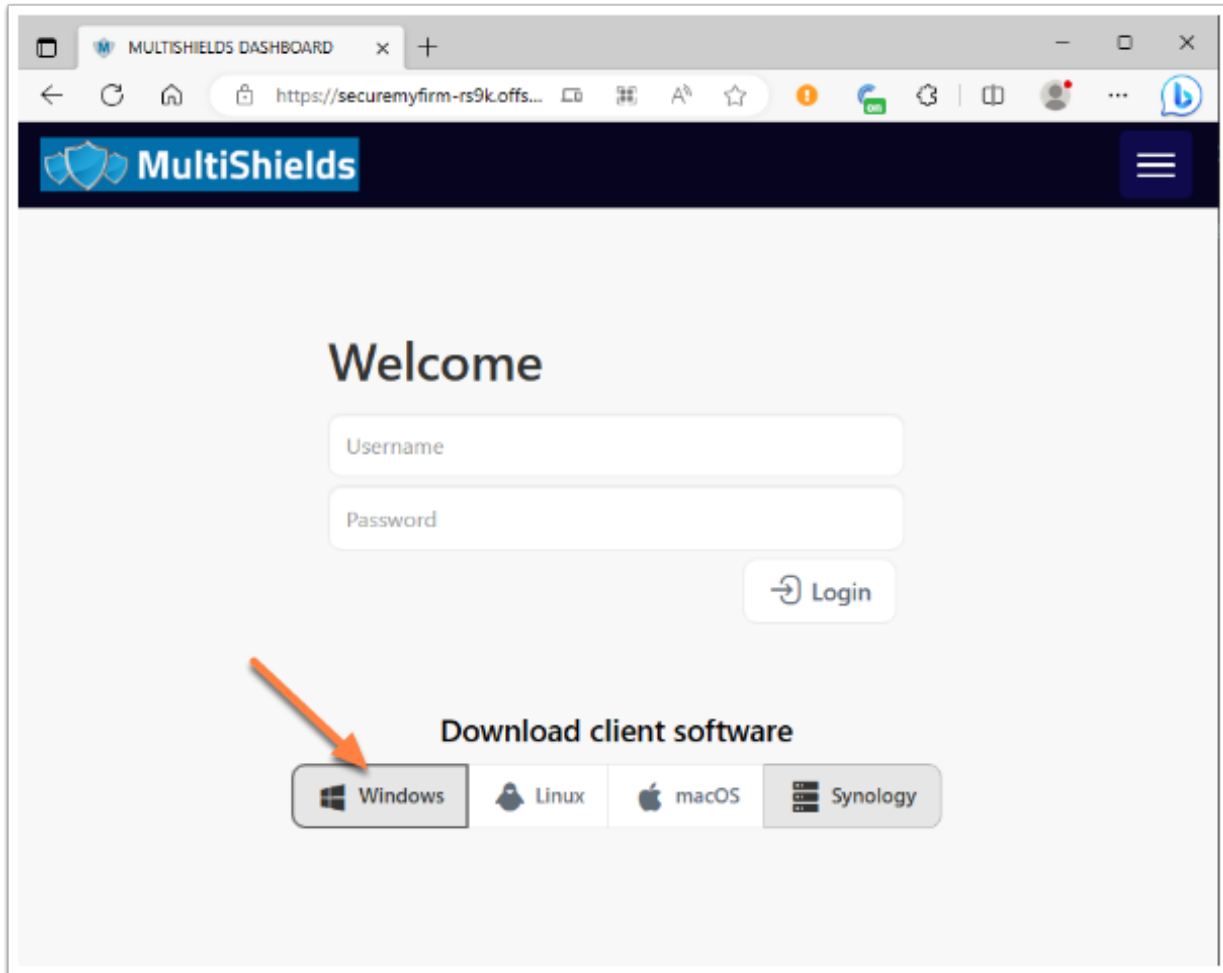 MULTISHIELDS DASHBOARD
https://securemyfirm-rs9k.offs...
on
MultiShields
Welcome
Username
Password
Login
Download client software
Windows Linux macOS Synology